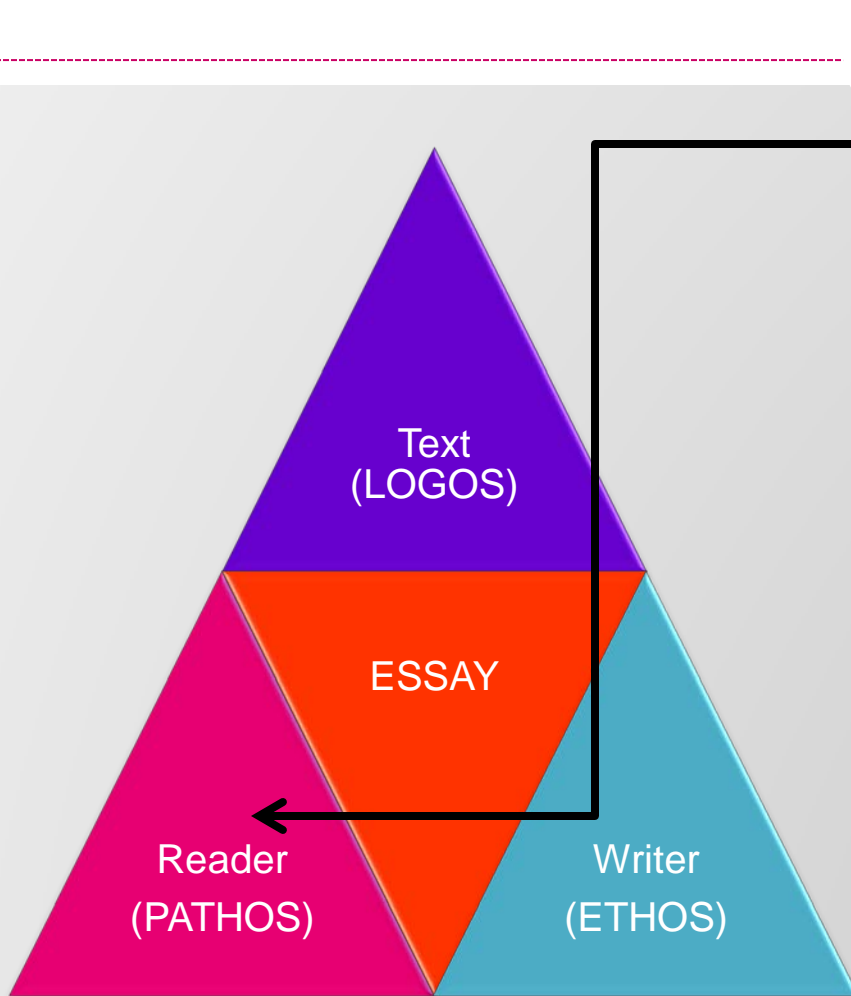 Text
(LOGOS)
ESSAY
Reader
(PATHOS)
Writer
(ETHOS)